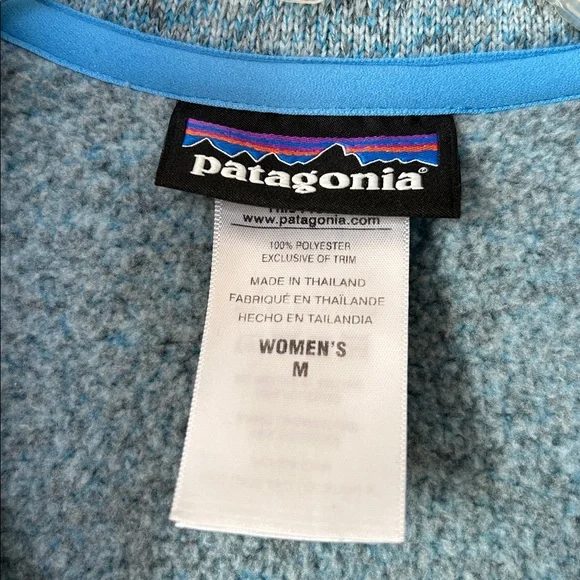 patagonia®
www.patagonia.com
100% POLYESTER
EXCLUSIVE OF TRIM
MADE IN THAILAND
FABRIQUÉ EN THAÏLANDE
HECHO EN TAILANDIA
WOMEN'S
M